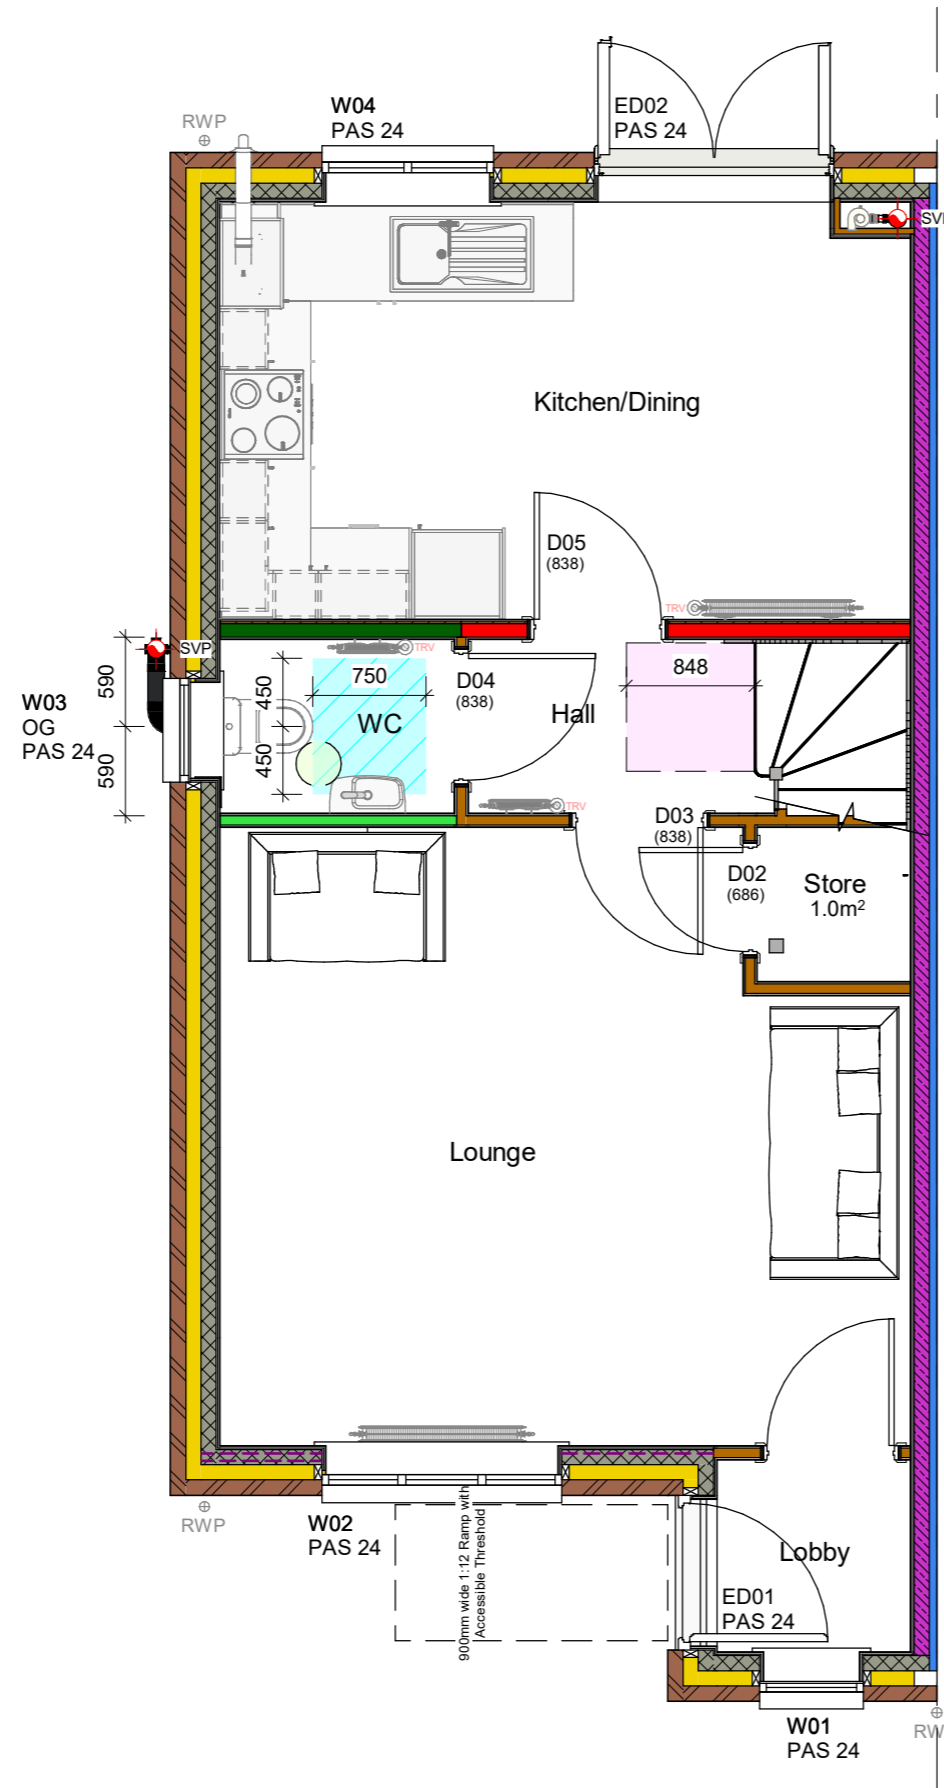 W04
PAS 24
RWP
ED02
PAS 24
Kitchen/Dining
D05
(838)
TRV
SVP
TRV
590
590
W03
OG
PAS 24
450
450
750
WC
D04
(838)
Hall
848
TRV
D03
(838)
D02
(686)
Store
1.0m²
Lounge
RWP
W02
PAS 24
900mm wide 1:12 Ramp with
Accessible Threshold
Lobby
ED01
PAS 24
W01
PAS 24